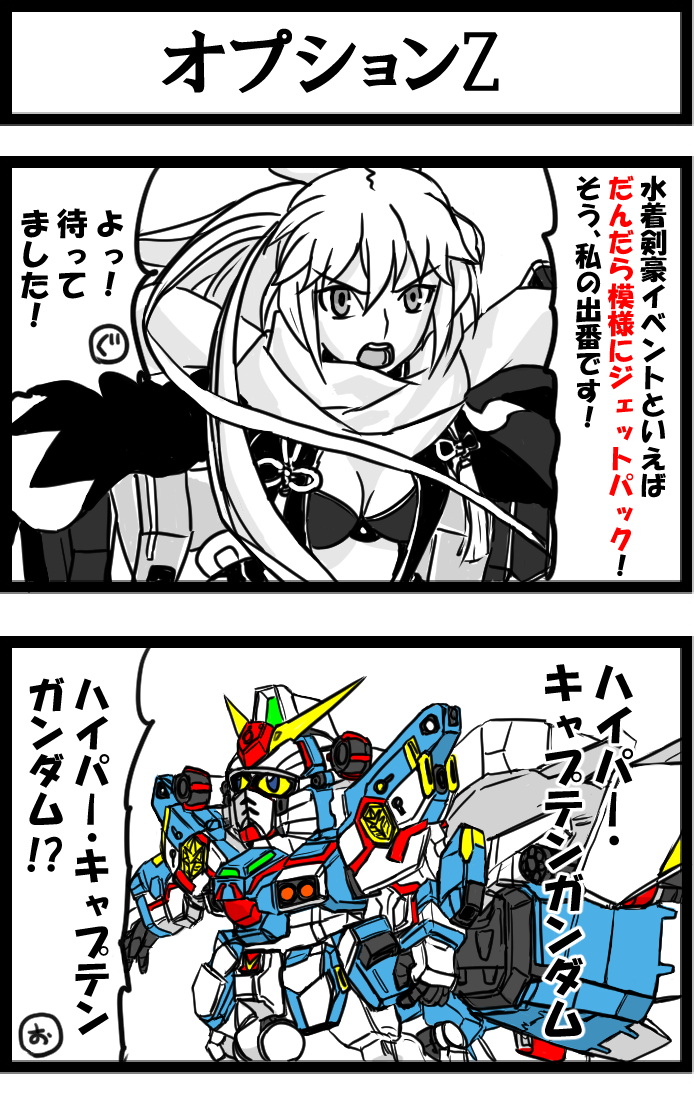 オプションZ
水着剣豪イベントといえば
だんだら模様にジェットパック!
そう、私の出番です!
よっ!
待って
ました!
ぐ
ハイパー・
キャプテンガンダム
ハイパー・キャプテン
ガンダム!?
お